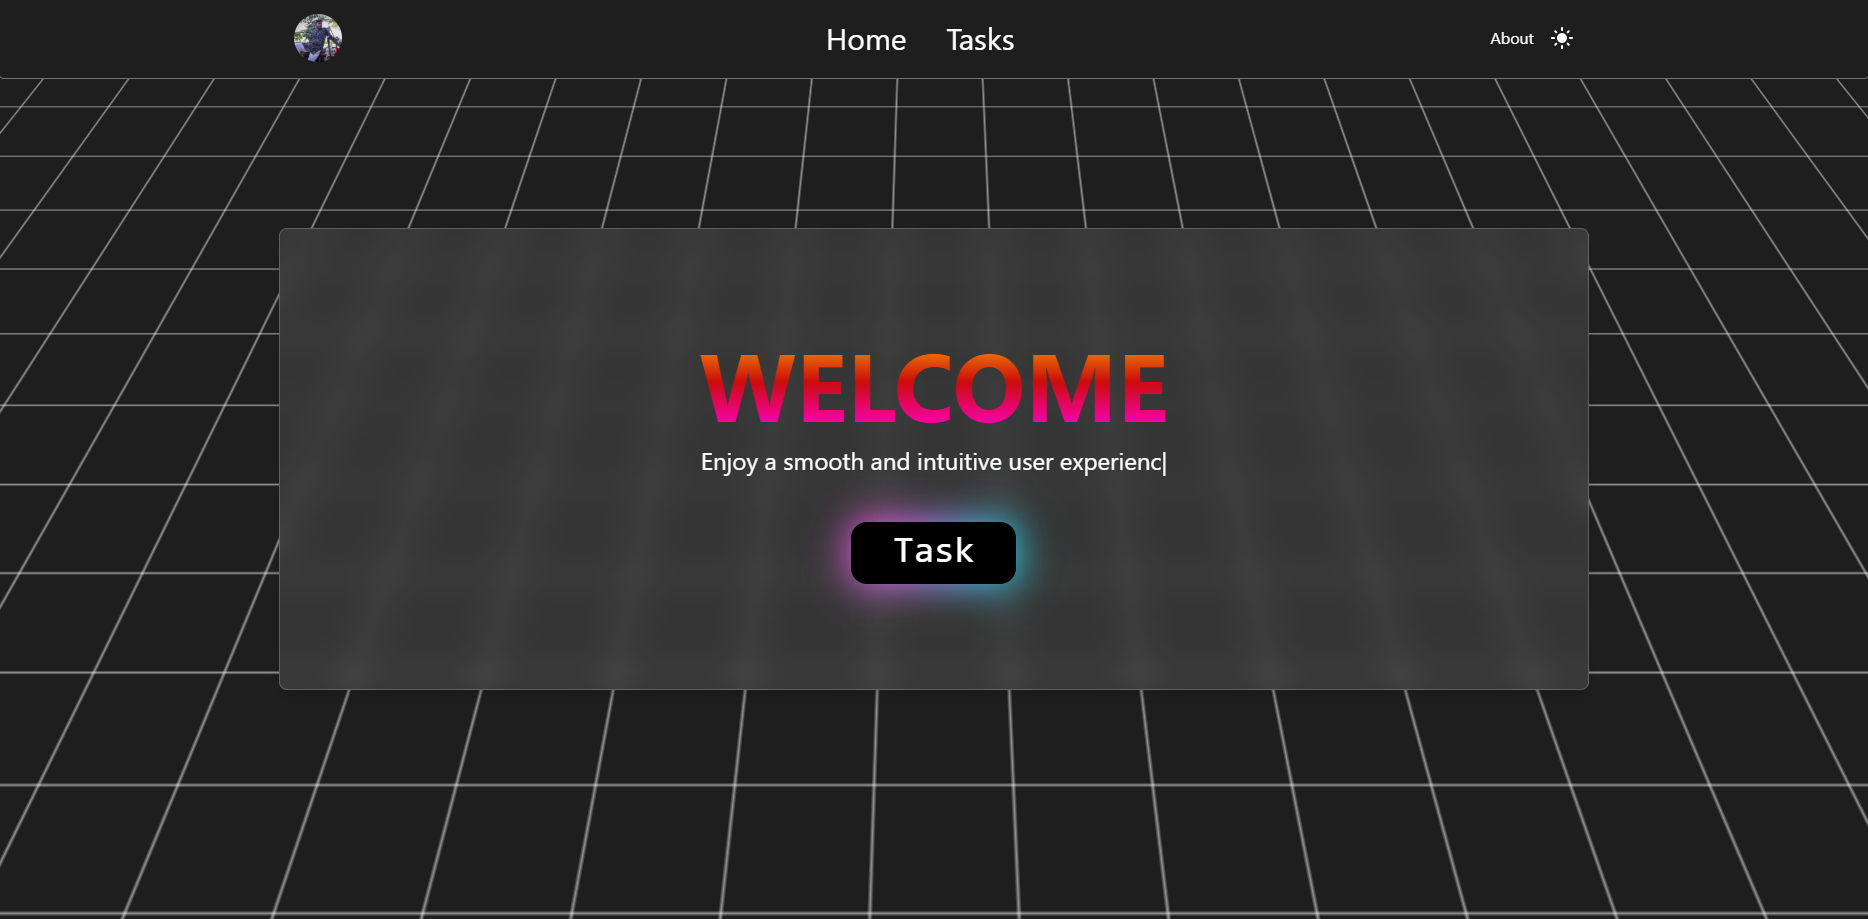 Home Tasks About
WELCOME
Enjoy a smooth and intuitive user experienc|
Task